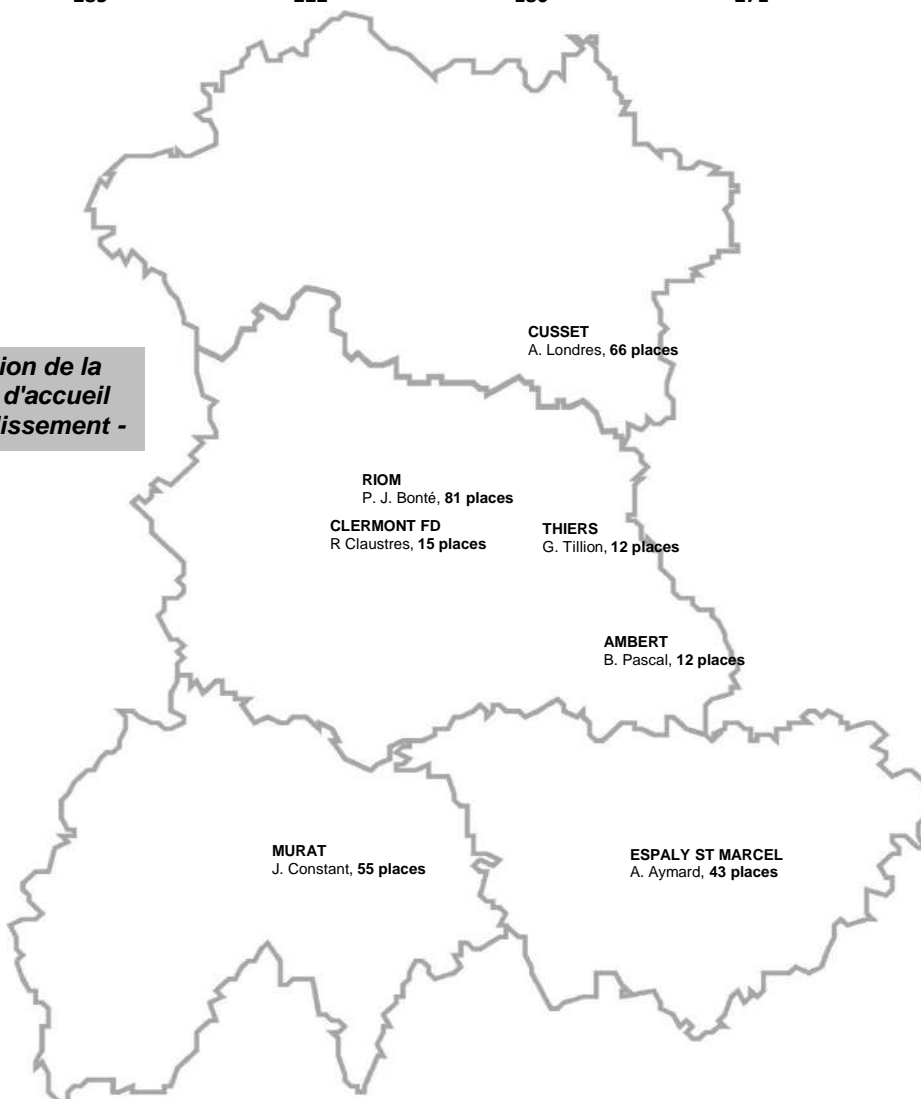 CUSSET
A. Londres, 66 places
ion de la
d'accueil
lissement -
RIOM
P. J. Bonté, 81 places
CLERMONT FD
R Claustres, 15 places
THIERS
G. Tillion, 12 places
AMBERT
B. Pascal, 12 places
MURAT
J. Constant, 55 places
ESPALY ST MARCEL
A. Aymard, 43 places